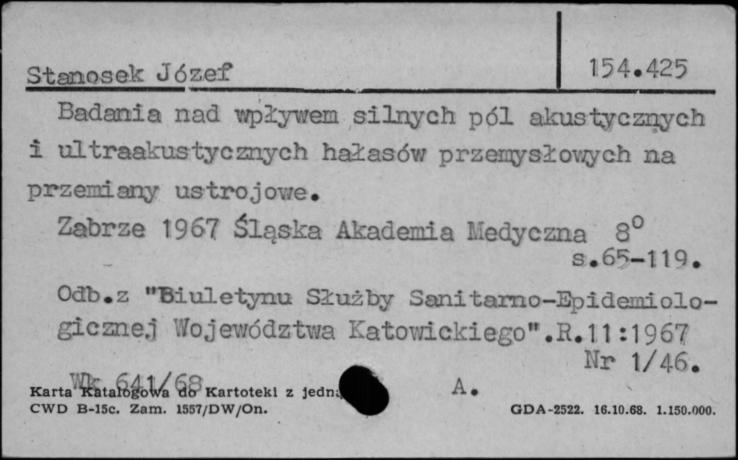 Stanosek Józef 154.425
Badania nad wpływem silnych pól akustycznych
i ultraakustycznych hałasów przemysłowych na
przemiany ustrojowe.
Zabrze 1967 Śląska Akademia Medyczna 8°
s.65-119.
Odb.z "Biuletynu Służby Sanitarno-Epidemiolo-
gicznej Województwa Katowickiego".R.11:1967
Nr 1/46.
Wk 641/68 A.
Karta Katalogowa do Kartoteki z
CWD B-15c. Zam. 1557/DW/On. GDA-2522. 16.10.68. 1.150.000.